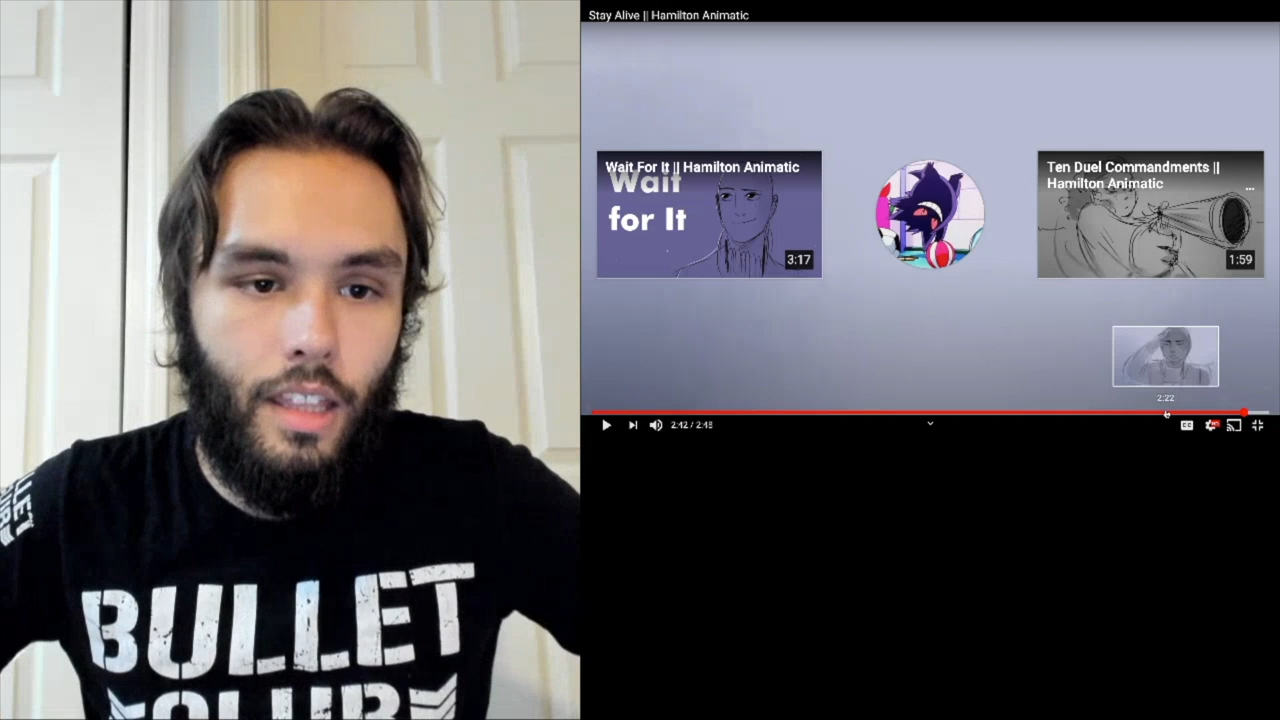 Stay Alive || Hamilton Animatic
Wait For It || Hamilton Animatic
Wait
for It
3:17
Ten Duel Commandments ||
Hamilton Animatic
1:59
2:22
2:42 / 2:48
BULLET
CLUB